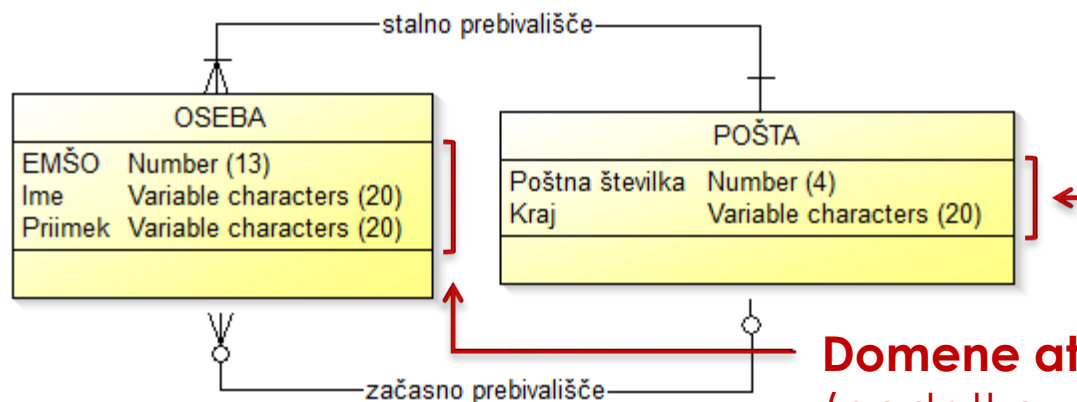 stalno prebivališče
OSEBA
EMŠO Number (13)
Ime Variable characters (20)
Priimek Variable characters (20)
POŠTA
Poštna številka Number (4)
Kraj Variable characters (20)
začasno prebivališče
Domene at